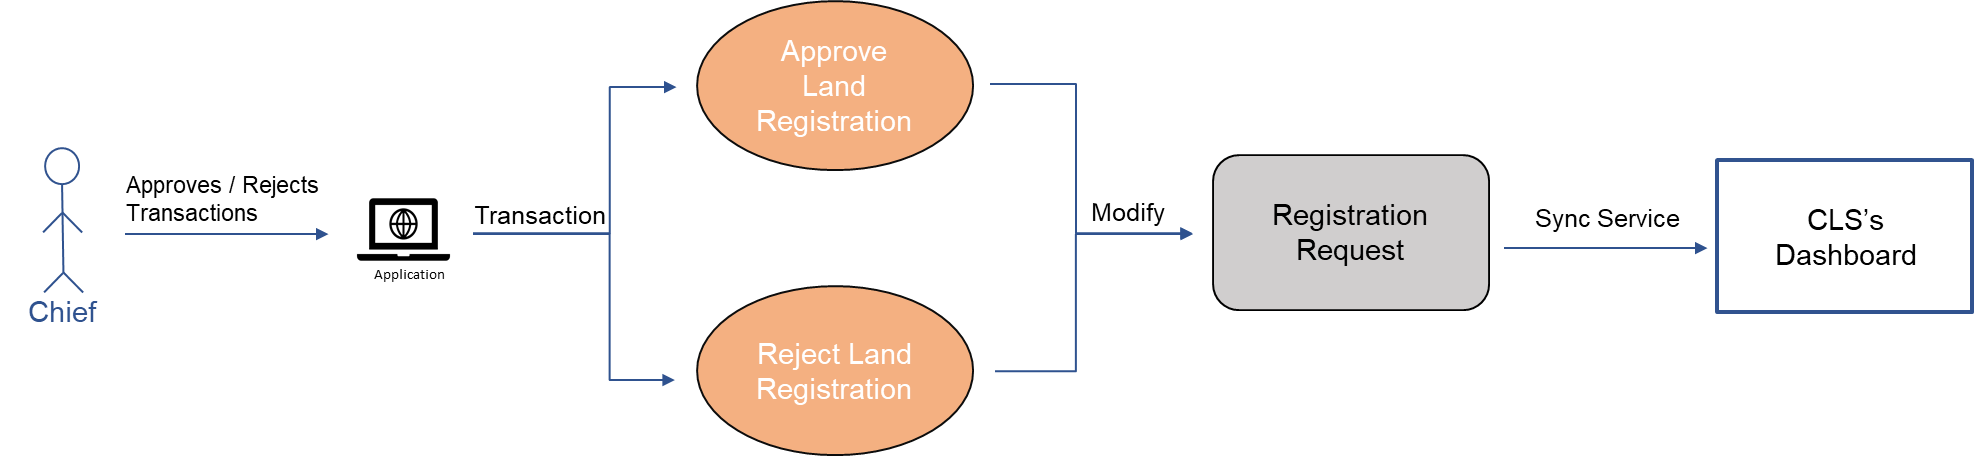 Approves / Rejects
Transactions
Chief
Application
Transaction
Approve
Land
Registration
Reject Land
Registration
Modify
Registration
Request
Sync Service
CLS’s
Dashboard